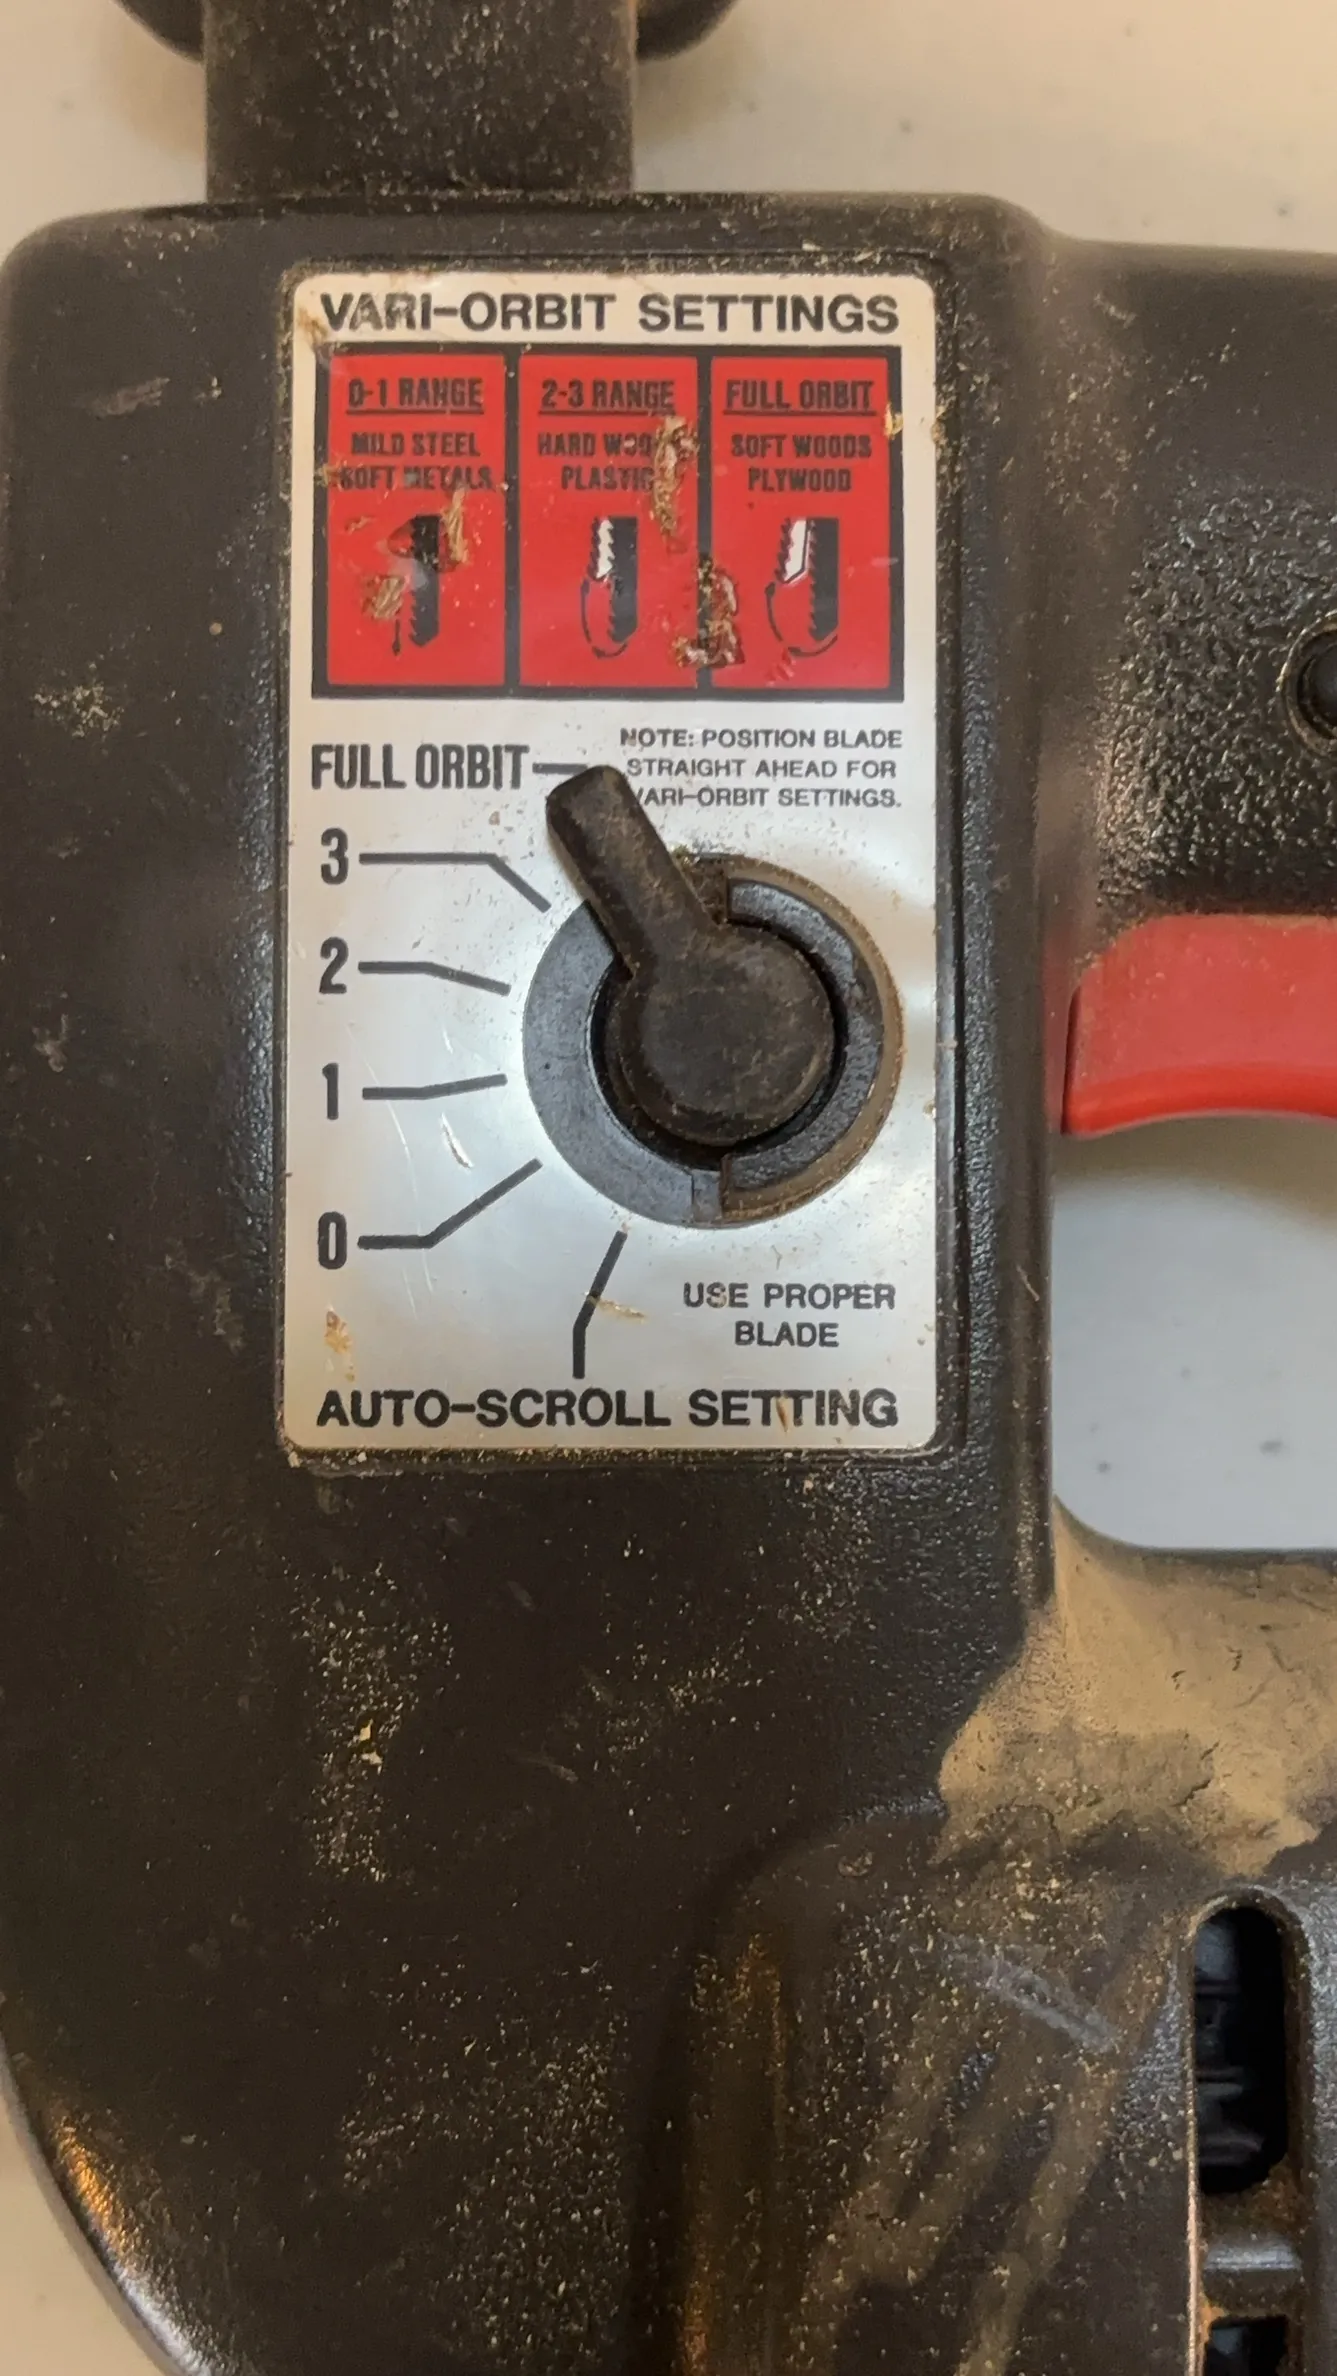 VARI-ORBIT SETTINGS
0-1 RANGE
MILD STEEL
SOFT METALS
2-3 RANGE
HARD WOODS
PLASTIC
FULL ORBIT
SOFT WOODS
PLYWOOD
FULL ORBIT
NOTE: POSITION BLADE
STRAIGHT AHEAD FOR
VARI-ORBIT SETTINGS.
3
2
1
0
USE PROPER
BLADE
AUTO-SCROLL SETTING